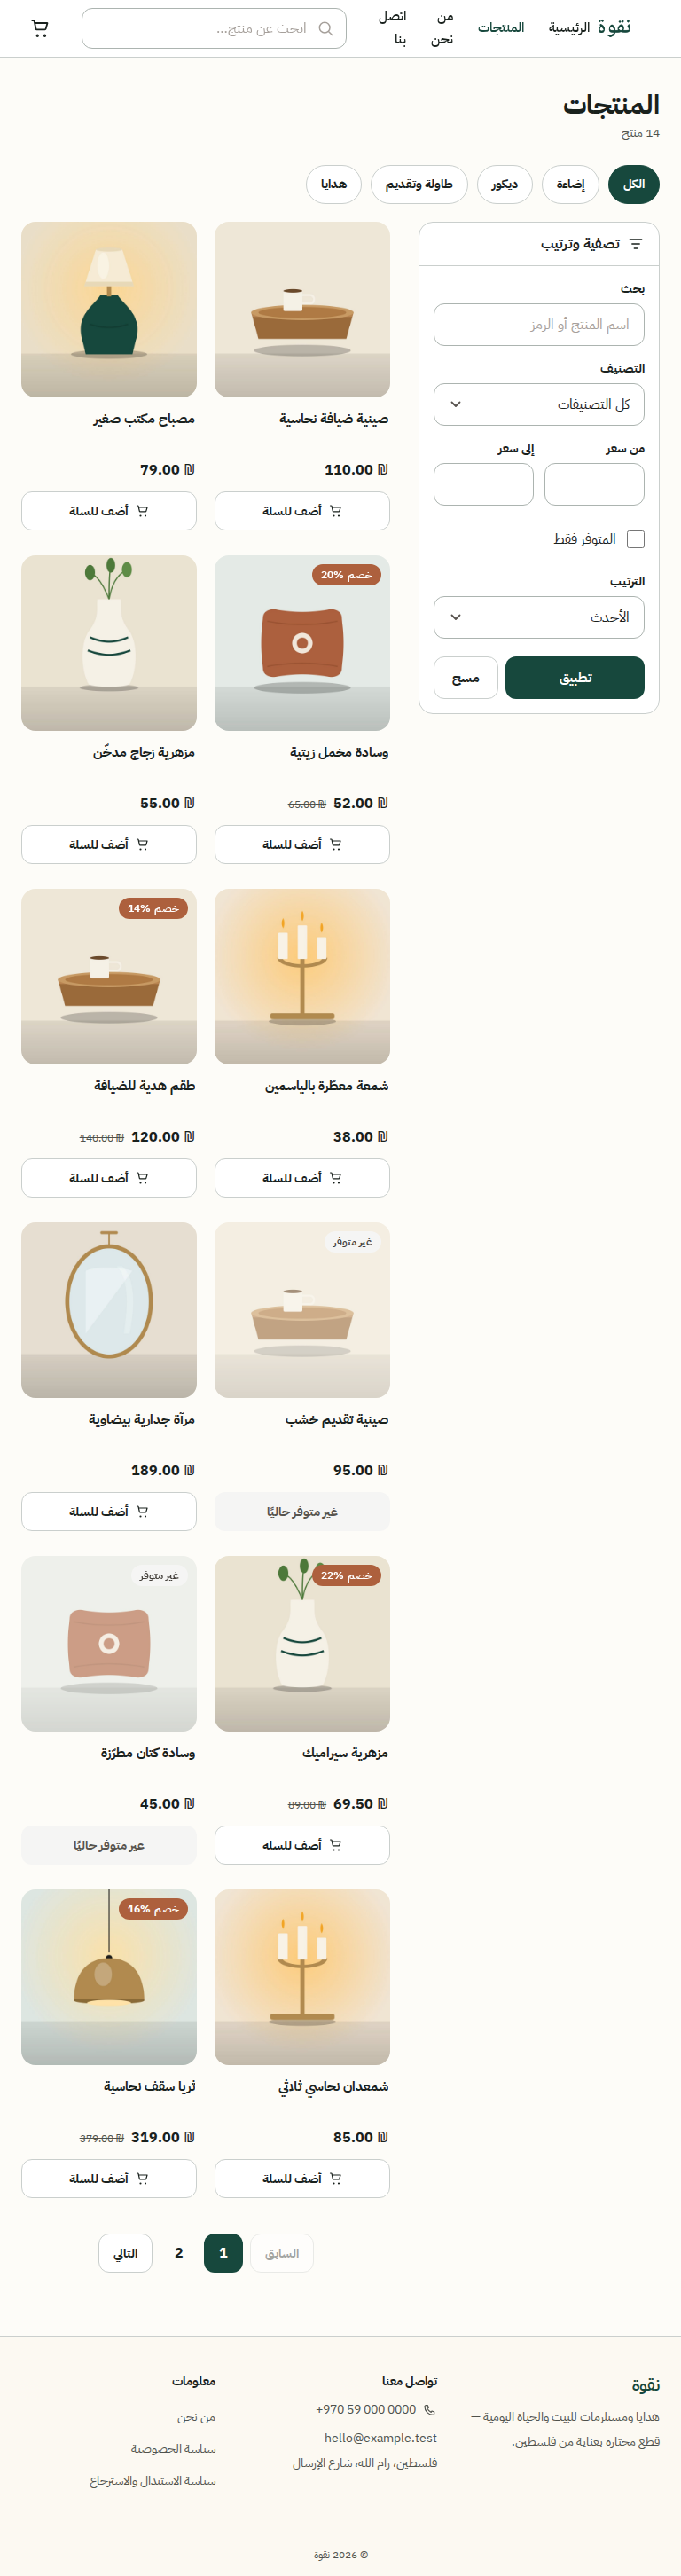 نقوة
الرئيسية
المنتجات
من نحن
اتصل بنا
ابحث عن منتج...
المنتجات
14 منتج
الكل
إضاءة
ديكور
طاولة وتقديم
هدايا
تصفية وترتيب
بحث
اسم المنتج أو الرمز
التصنيف
كل التصنيفات
من سعر
إلى سعر
المتوفر فقط
الترتيب
الأحدث
تطبيق
مسح
صينية ضيافة نحاسية
₪ 110.00
أضف للسلة
مصباح مكتب صغير
₪ 79.00
أضف للسلة
خصم 20%
وسادة مخمل زيتية
₪ 52.00 ₪ 65.00
أضف للسلة
مزهرية زجاج مدخّن
₪ 55.00
أضف للسلة
شمعة معطّرة بالياسمين
₪ 38.00
أضف للسلة
خصم 14%
طقم هدية للضيافة
₪ 120.00 ₪ 140.00
أضف للسلة
غير متوفر
صينية تقديم خشب
₪ 95.00
غير متوفر حاليًا
مرآة جدارية بيضاوية
₪ 189.00
أضف للسلة
خصم 22%
مزهرية سيراميك
₪ 69.50 ₪ 89.00
أضف للسلة
غير متوفر
وسادة كتان مطرّزة
₪ 45.00
غير متوفر حاليًا
شمعدان نحاسي ثلاثي
₪ 85.00
أضف للسلة
خصم 16%
ثريا سقف نحاسية
₪ 319.00 ₪ 379.00
أضف للسلة
السابق
1
2
التالي
نقوة
هدايا ومستلزمات للبيت والحياة اليومية —
قطع مختارة بعناية من فلسطين.
تواصل معنا
+970 59 000 0000
hello@example.test
فلسطين، رام الله، شارع الإرسال
معلومات
من نحن
سياسة الخصوصية
سياسة الاستبدال والاسترجاع
© 2026 نقوة